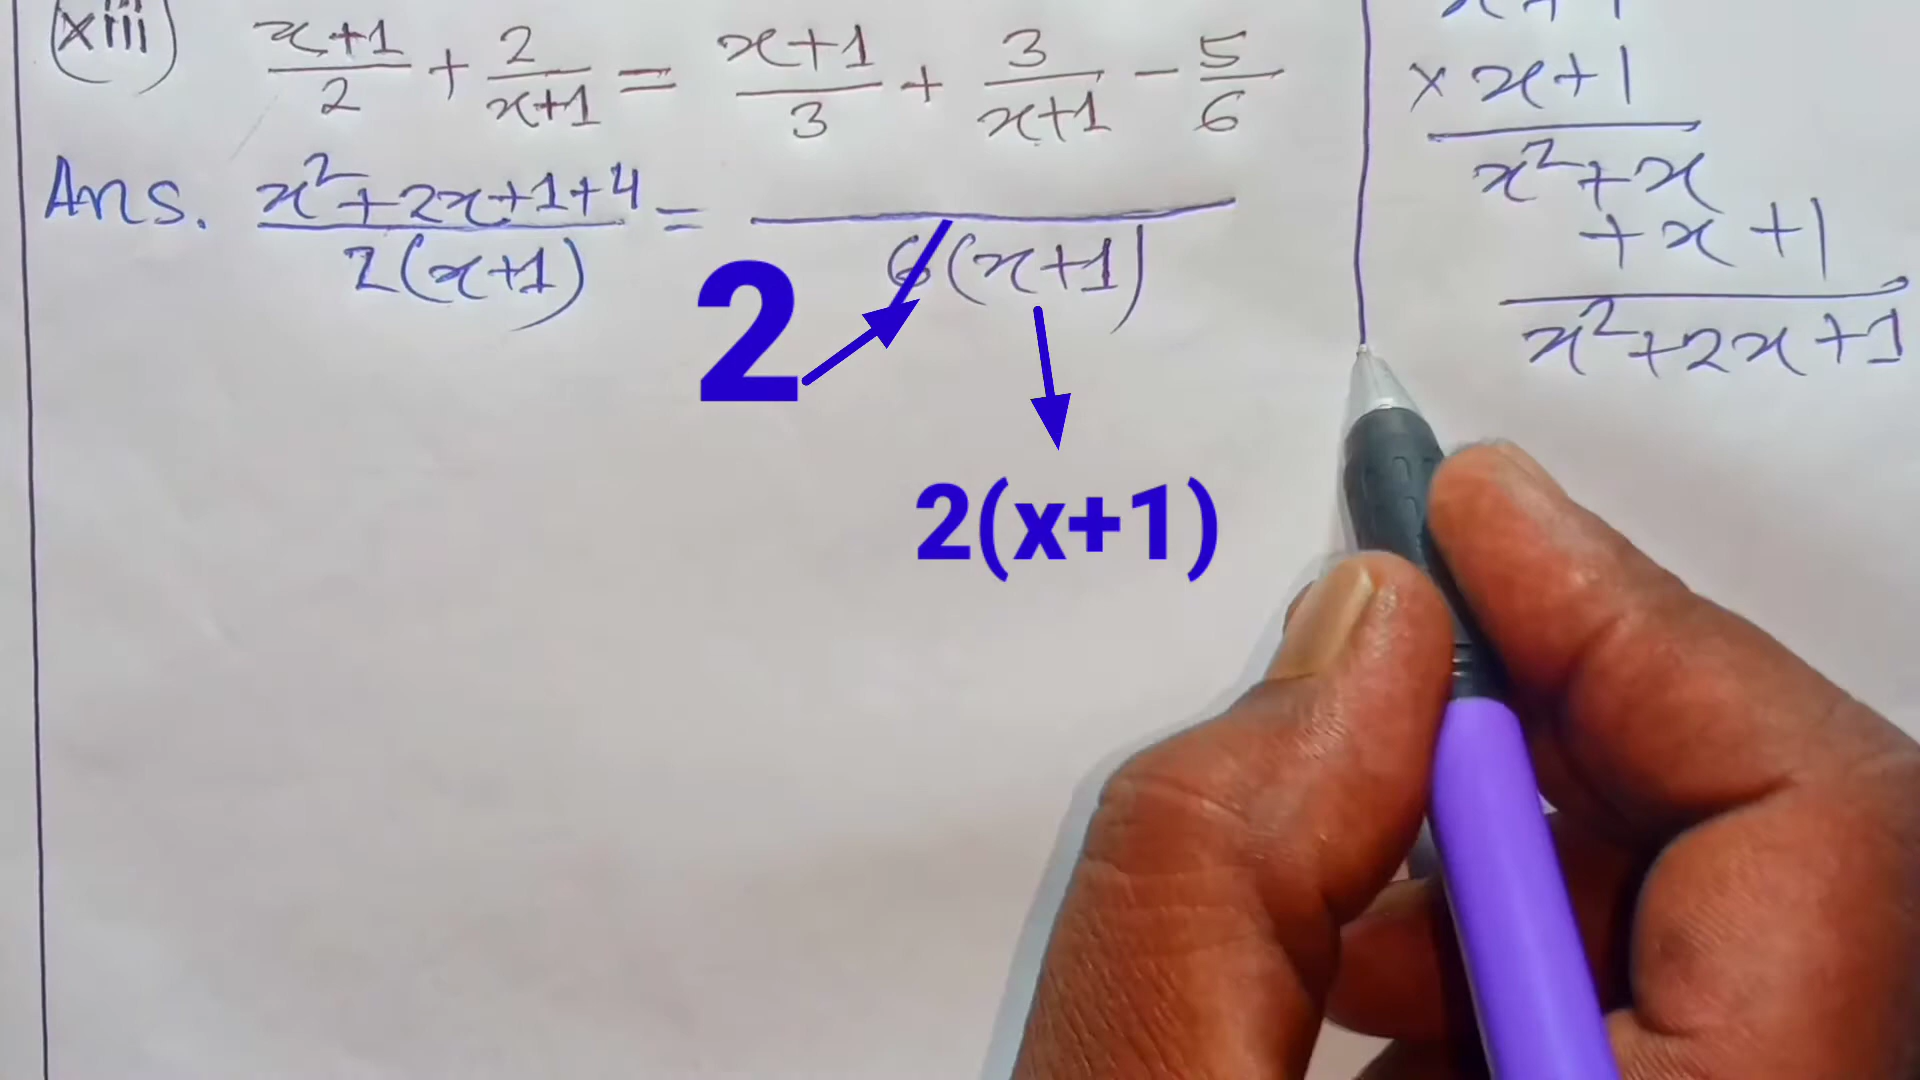 (xiii) x+1/2 + 2/x+1 = x+1/3 + 3/x+1 - 5/6
Ans. x²+2x+1+4/2(x+1) = /6(x+1)
2
2(x+1)
x+1
× x+1
x²+x
+x+1
x²+2x+1